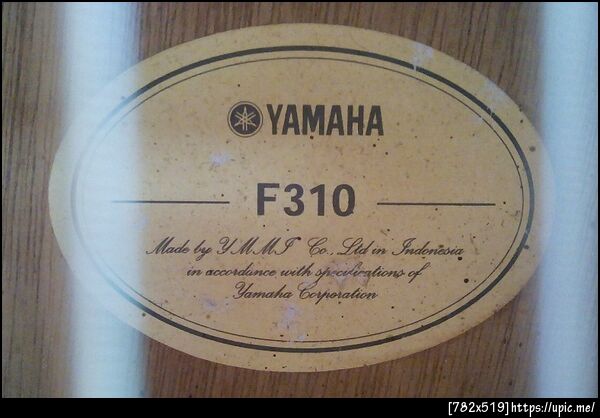 YAMAHA
F310
Made by YMMI Co., Ltd in Indonesia
in accordance with specifications of
Yamaha Corporation
[782x519]https://upic.me/